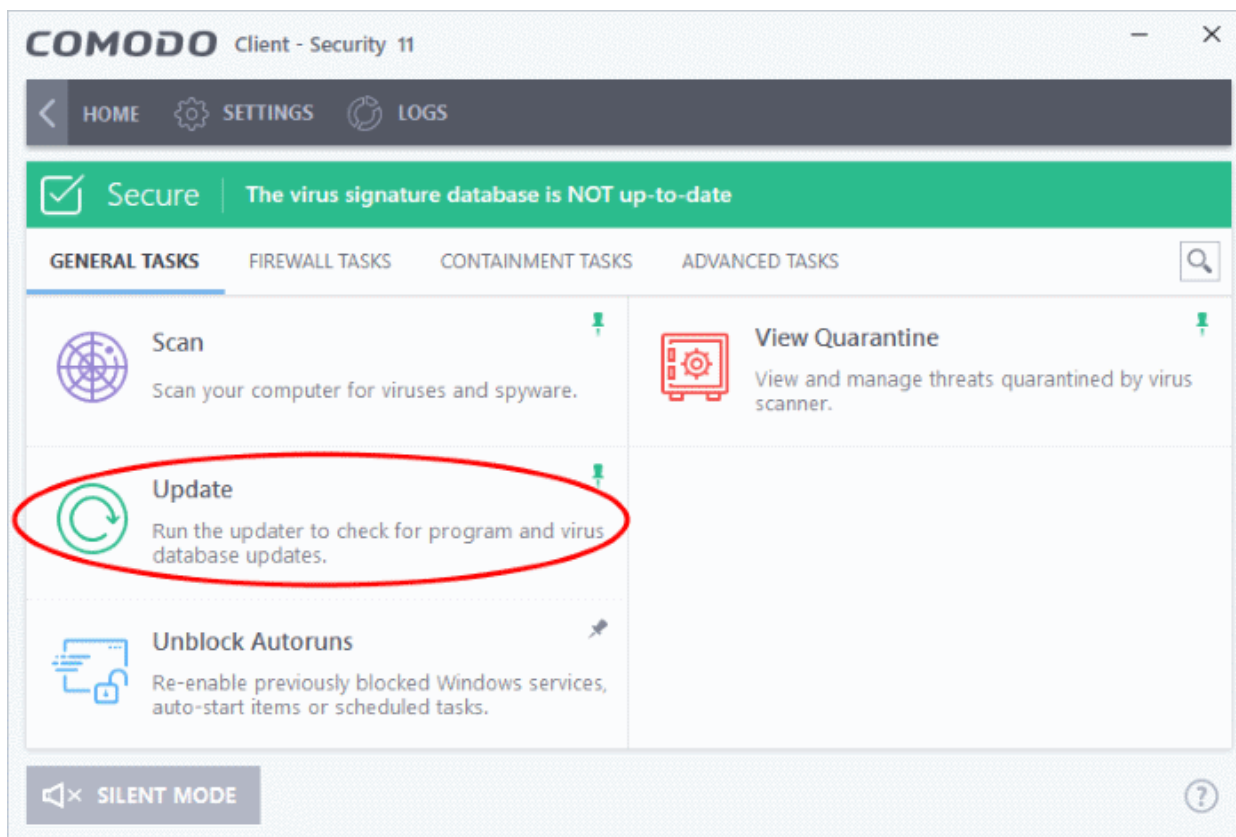 COMODO Client - Security 11
HOME SETTINGS LOGS
Secure The virus signature database is NOT up-to-date
GENERAL TASKS FIREWALL TASKS CONTAINMENT TASKS ADVANCED TASKS
Scan
Scan your computer for viruses and spyware.
View Quarantine
View and manage threats quarantined by virus
scanner.
Update
Run the updater to check for program and virus
database updates.
Unblock Autoruns
Re-enable previously blocked Windows services,
auto-start items or scheduled tasks.
SILENT MODE
?